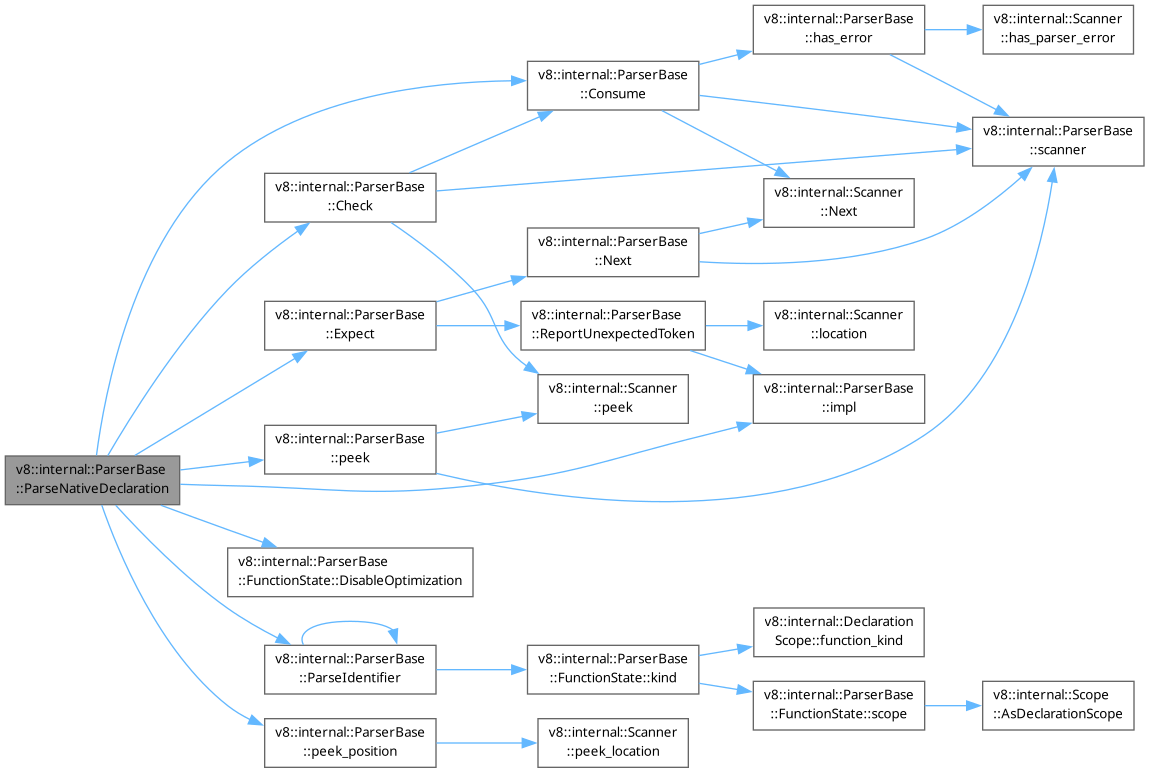 v8::internal::ParserBase
::has_error
v8::internal::Scanner
::has_parser_error
v8::internal::ParserBase
::Consume
v8::internal::ParserBase
::scanner
v8::internal::ParserBase
::Check
v8::internal::Scanner
::Next
v8::internal::ParserBase
::Next
v8::internal::ParserBase
::Expect
v8::internal::ParserBase
::ReportUnexpectedToken
v8::internal::Scanner
::location
v8::internal::Scanner
::peek
v8::internal::ParserBase
::impl
v8::internal::ParserBase
::peek
v8::internal::ParserBase
::ParseNativeDeclaration
v8::internal::ParserBase
::FunctionState::DisableOptimization
v8::internal::Declaration
Scope::function_kind
v8::internal::ParserBase
::ParseIdentifier
v8::internal::ParserBase
::FunctionState::kind
v8::internal::ParserBase
::FunctionState::scope
v8::internal::Scope
::AsDeclarationScope
v8::internal::ParserBase
::peek_position
v8::internal::Scanner
::peek_location